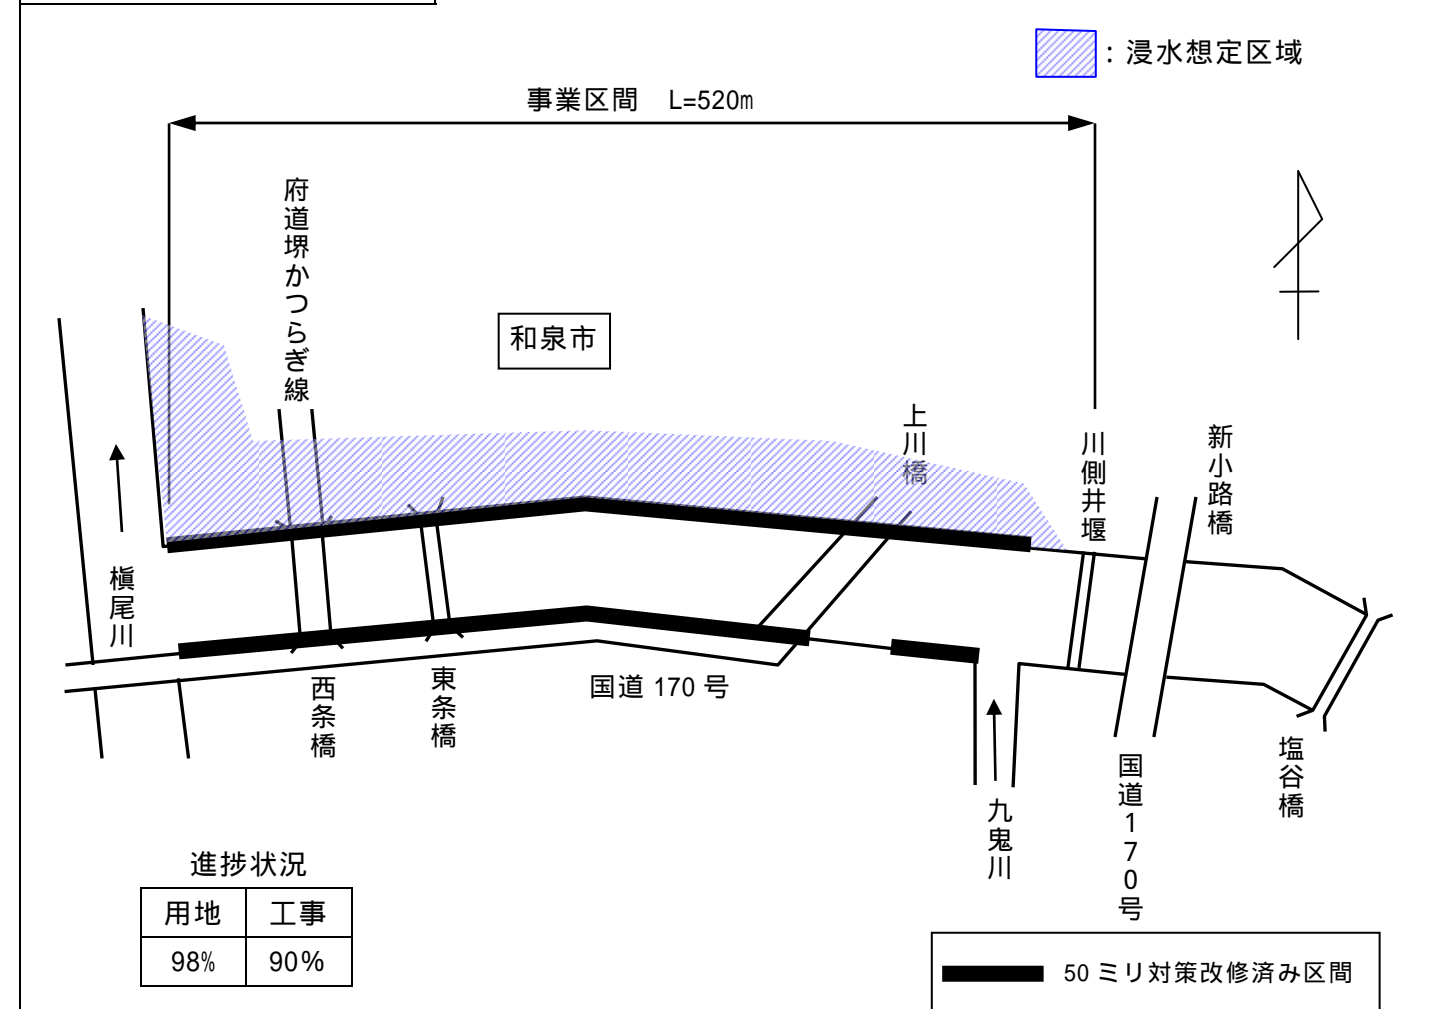 ：浸水想定区域
事業区間　L=520ｍ
府道堺かつらぎ線
和泉市
上川橋
川側井堰
新小路橋
槇尾川
西条橋
東条橋
国道 170 号
九鬼川
国道170号
塩谷橋
進捗状況
用地 工事
98% 90%
50 ミリ対策改修済み区間